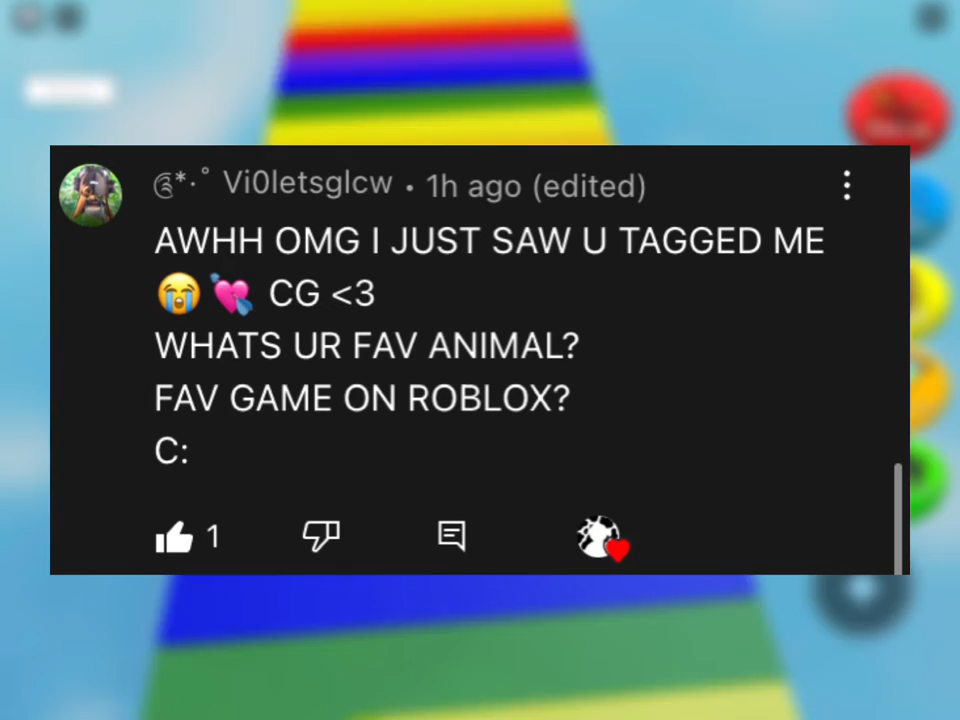 ଛ*·˚ Vi0letsglcw · 1h ago (edited)
AWHH OMG I JUST SAW U TAGGED ME
😭💘 CG <3
WHATS UR FAV ANIMAL?
FAV GAME ON ROBLOX?
C:
1